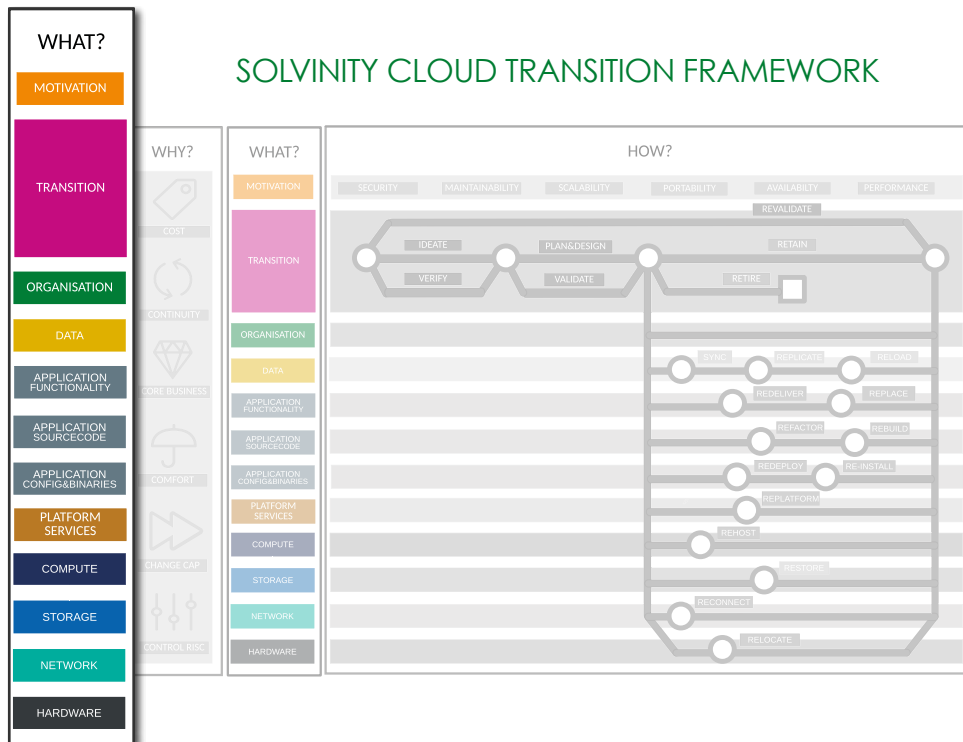 WHAT?
MOTIVATION
TRANSITION
ORGANISATION
DATA
APPLICATION
FUNCTIONALITY
APPLICATION
SOURCECODE
APPLICATION
CONFIG&BINARIES
PLATFORM
SERVICES
COMPUTE
STORAGE
NETWORK
HARDWARE
SOLVINITY CLOUD TRANSITION FRAMEWORK
WHY?
COST
CONTINUITY
CORE BUSINESS
COMFORT
CHANGE CAP
CONTROL RISC
WHAT?
MOTIVATION
TRANSITION
ORGANISATION
DATA
APPLICATION
FUNCTIONALITY
APPLICATION
SOURCECODE
APPLICATION
CONFIG&BINARIES
PLATFORM
SERVICES
COMPUTE
STORAGE
NETWORK
HARDWARE
HOW?
SECURITY MAINTAINABILITY SCALABILITY PORTABILITY AVAILABILTY PERFORMANCE
REVALIDATE
IDEATE PLAN&DESIGN RETAIN
VERIFY VALIDATE RETIRE
SYNC REPLICATE RELOAD
REDELIVER REPLACE
REFACTOR REBUILD
REDEPLOY RE-INSTALL
REPLATFORM
REHOST
RESTORE
RECONNECT
RELOCATE